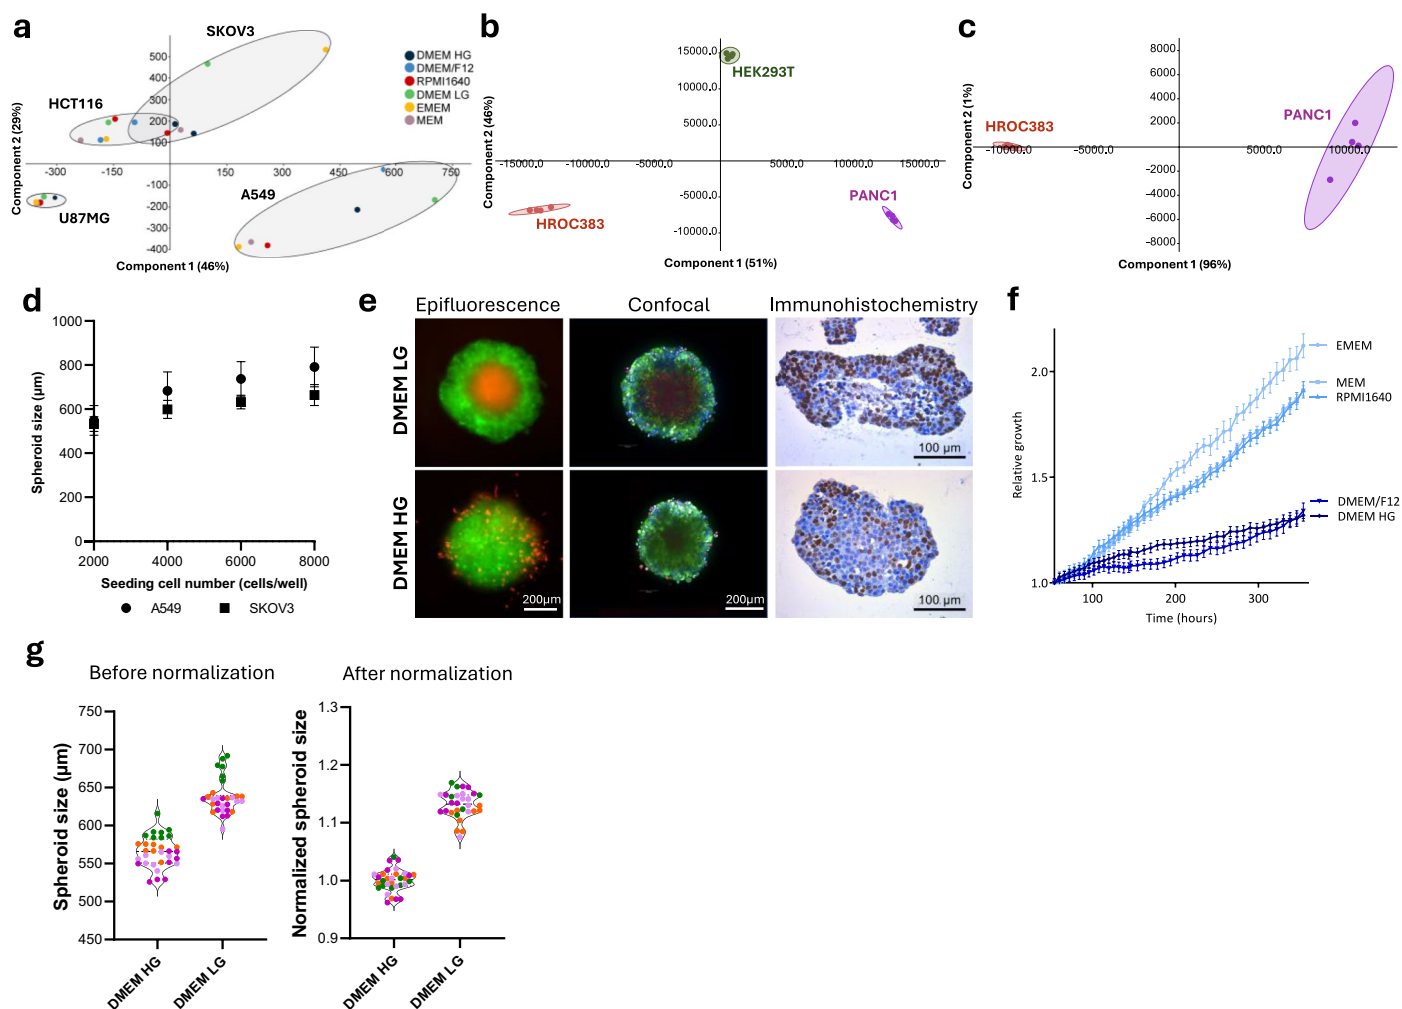 a
SKOV3
HCT116
U87MG
A549
500
400
300
200
100
-100
-200
-300
-400
-300
-150
150
300
450
600
750
Component 2 (29%)
Component 1 (46%)
DMEM HG
DMEM/F12
RPMI1640
DMEM LG
EMEM
MEM
b
15000.0
10000.0
5000.0
-5000.0
-10000.0
-15000.0
-10000.0
-5000.0
5000.0
10000.0
15000.0
HEK293T
HROC383
PANC1
Component 2 (46%)
Component 1 (51%)
c
8000
6000
4000
2000
-2000
-4000
-6000
-8000
-10000.0
-5000.0
5000.0
10000.0
HROC383
PANC1
Component 2 (1%)
Component 1 (96%)
d
1000
800
600
400
200
0
2000
4000
6000
8000
Spheroid size (µm)
Seeding cell number (cells/well)
A549
SKOV3
e
Epifluorescence
Confocal
Immunohistochemistry
DMEM LG
100 µm
DMEM HG
200µm
200µm
100 µm
f
2.0
1.5
1.0
100
200
300
Relative growth
Time (hours)
EMEM
MEM
RPMI1640
DMEM/F12
DMEM HG
g
Before normalization
750
700
650
600
550
500
450
Spheroid size (µm)
DMEM HG
DMEM LG
After normalization
1.3
1.2
1.1
1.0
0.9
Normalized spheroid size
DMEM HG
DMEM LG